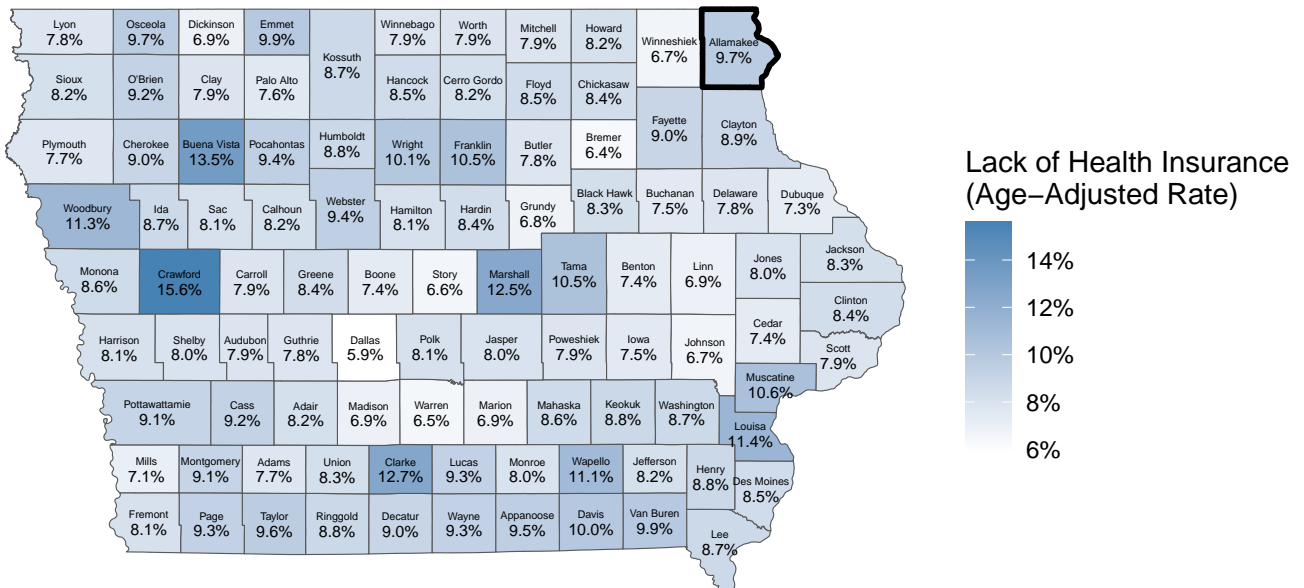 Lyon
7.8%
Osceola
9.7%
Dickinson
6.9%
Emmet
9.9%
Kossuth
8.7%
Winnebago
7.9%
Worth
7.9%
Mitchell
7.9%
Howard
8.2%
Winneshiek
6.7%
Allamakee
9.7%
Sioux
8.2%
O'Brien
9.2%
Clay
7.9%
Palo Alto
7.6%
Hancock
8.5%
Cerro Gordo
8.2%
Floyd
8.5%
Chickasaw
8.4%
Fayette
9.0%
Clayton
8.9%
Plymouth
7.7%
Cherokee
9.0%
Buena Vista
13.5%
Pocahontas
9.4%
Humboldt
8.8%
Wright
10.1%
Franklin
10.5%
Butler
7.8%
Bremer
6.4%
Woodbury
11.3%
Ida
8.7%
Sac
8.1%
Calhoun
8.2%
Webster
9.4%
Hamilton
8.1%
Hardin
8.4%
Grundy
6.8%
Black Hawk
8.3%
Buchanan
7.5%
Delaware
7.8%
Dubuque
7.3%
Monona
8.6%
Crawford
15.6%
Carroll
7.9%
Greene
8.4%
Boone
7.4%
Story
6.6%
Marshall
12.5%
Tama
10.5%
Benton
7.4%
Linn
6.9%
Jones
8.0%
Jackson
8.3%
Clinton
8.4%
Harrison
8.1%
Shelby
8.0%
Audubon
7.9%
Guthrie
7.8%
Dallas
5.9%
Polk
8.1%
Jasper
8.0%
Poweshiek
7.9%
Iowa
7.5%
Johnson
6.7%
Cedar
7.4%
Scott
7.9%
Muscatine
10.6%
Pottawattamie
9.1%
Cass
9.2%
Adair
8.2%
Madison
6.9%
Warren
6.5%
Marion
6.9%
Mahaska
8.6%
Keokuk
8.8%
Washington
8.7%
Louisa
11.4%
Mills
7.1%
Montgomery
9.1%
Adams
7.7%
Union
8.3%
Clarke
12.7%
Lucas
9.3%
Monroe
8.0%
Wapello
11.1%
Jefferson
8.2%
Henry
8.8%
Des Moines
8.5%
Fremont
8.1%
Page
9.3%
Taylor
9.6%
Ringgold
8.8%
Decatur
9.0%
Wayne
9.3%
Appanoose
9.5%
Davis
10.0%
Van Buren
9.9%
Lee
8.7%
Lack of Health Insurance
(Age−Adjusted Rate)
14%
12%
10%
8%
6%